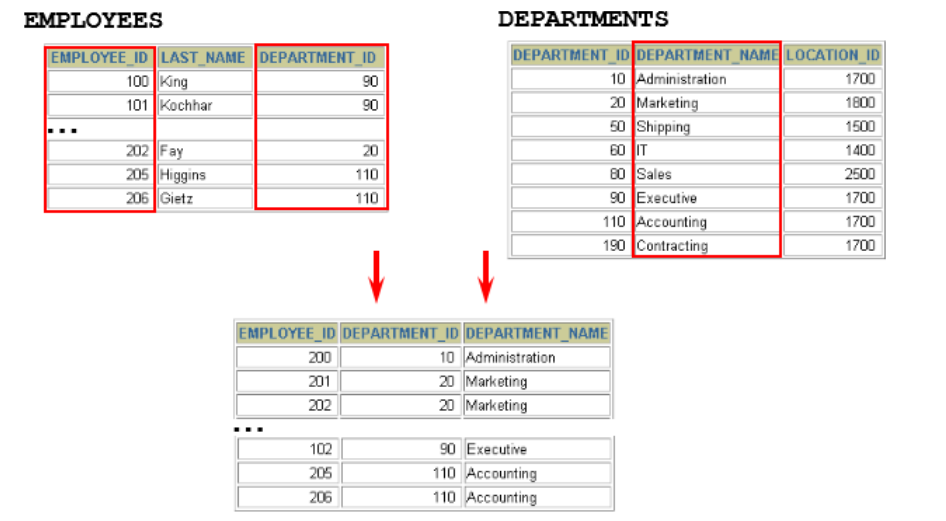 EMPLOYEES
EMPLOYEE_ID LAST_NAME DEPARTMENT_ID
100 King 90
101 Kochhar 90
...
202 Fay 20
205 Higgins 110
206 Gietz 110
DEPARTMENTS
DEPARTMENT_ID DEPARTMENT_NAME LOCATION_ID
10 Administration 1700
20 Marketing 1800
50 Shipping 1500
60 IT 1400
80 Sales 2500
90 Executive 1700
110 Accounting 1700
190 Contracting 1700
EMPLOYEE_ID DEPARTMENT_ID DEPARTMENT_NAME
200 10 Administration
201 20 Marketing
202 20 Marketing
...
102 90 Executive
205 110 Accounting
206 110 Accounting